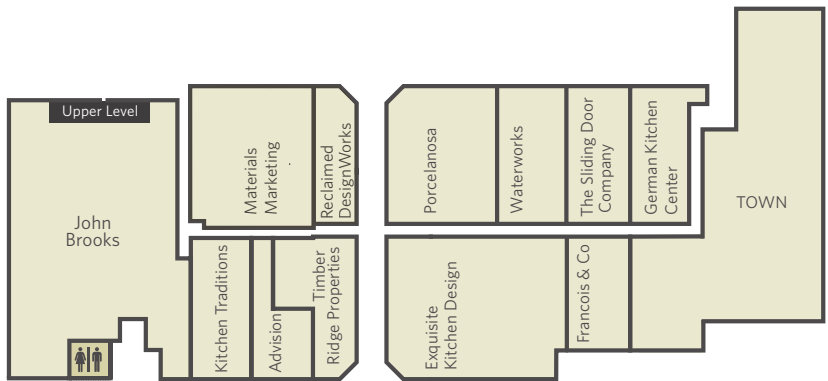 Upper Level
John
Brooks
Materials
Marketing
Reclaimed
DesignWorks
Porcelanosa
Waterworks
The Sliding Door
Company
German Kitchen
Center
TOWN
Kitchen Traditions
Advision
Timber
Ridge Properties
Exquisite
Kitchen Design
Francois & Co